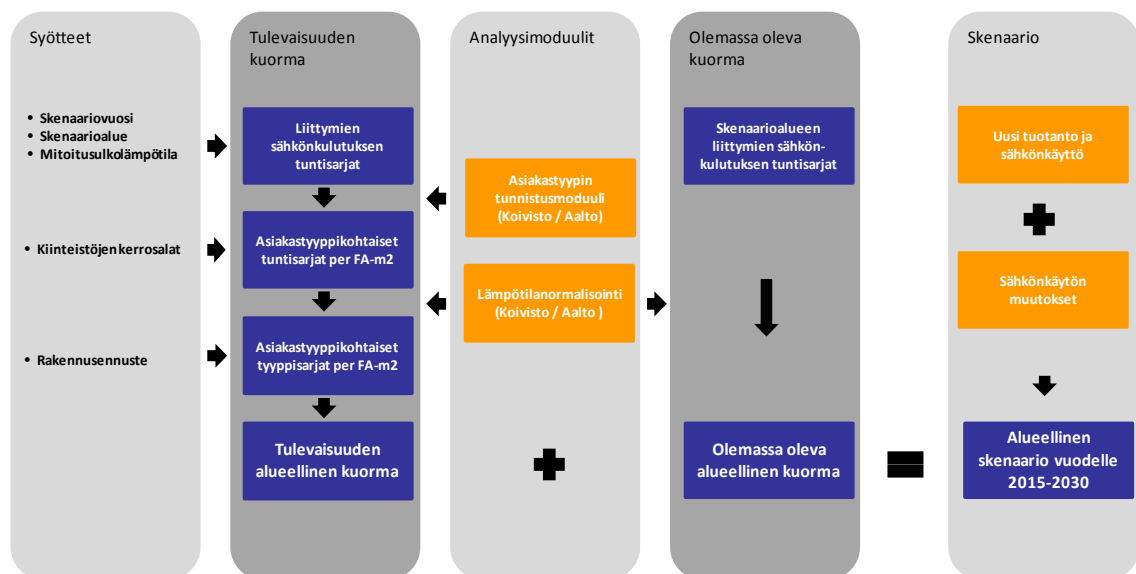 Syötteet
• Skenaariovuosi
• Skenaarioalue
• Mitoitusulkolämpötila
• Kiinteistöjen kerrosalat
• Rakennusennuste
Tulevaisuuden
kuorma
Liittymien
sähkönkulutuksen
tuntisarjat
Asiakastyyppikohtaiset
tuntisarjat per FA-m2
Asiakastyyppikohtaiset
tyyppisarjat per FA-m2
Tulevaisuuden
alueellinen kuorma
Analyysimoduulit
Asiakastyypin
tunnistusmoduuli
(Koivisto / Aalto)
Lämpötilanormalisointi
(Koivisto / Aalto )
Olemassa oleva
kuorma
Skenaarioalueen
liittymien sähkön-
kulutuksen tuntisarjat
Olemassa oleva
alueellinen kuorma
Skenaario
Uusi tuotanto ja
sähkönkäyttö
Sähkönkäytön
muutokset
Alueellinen
skenaario vuodelle
2015-2030